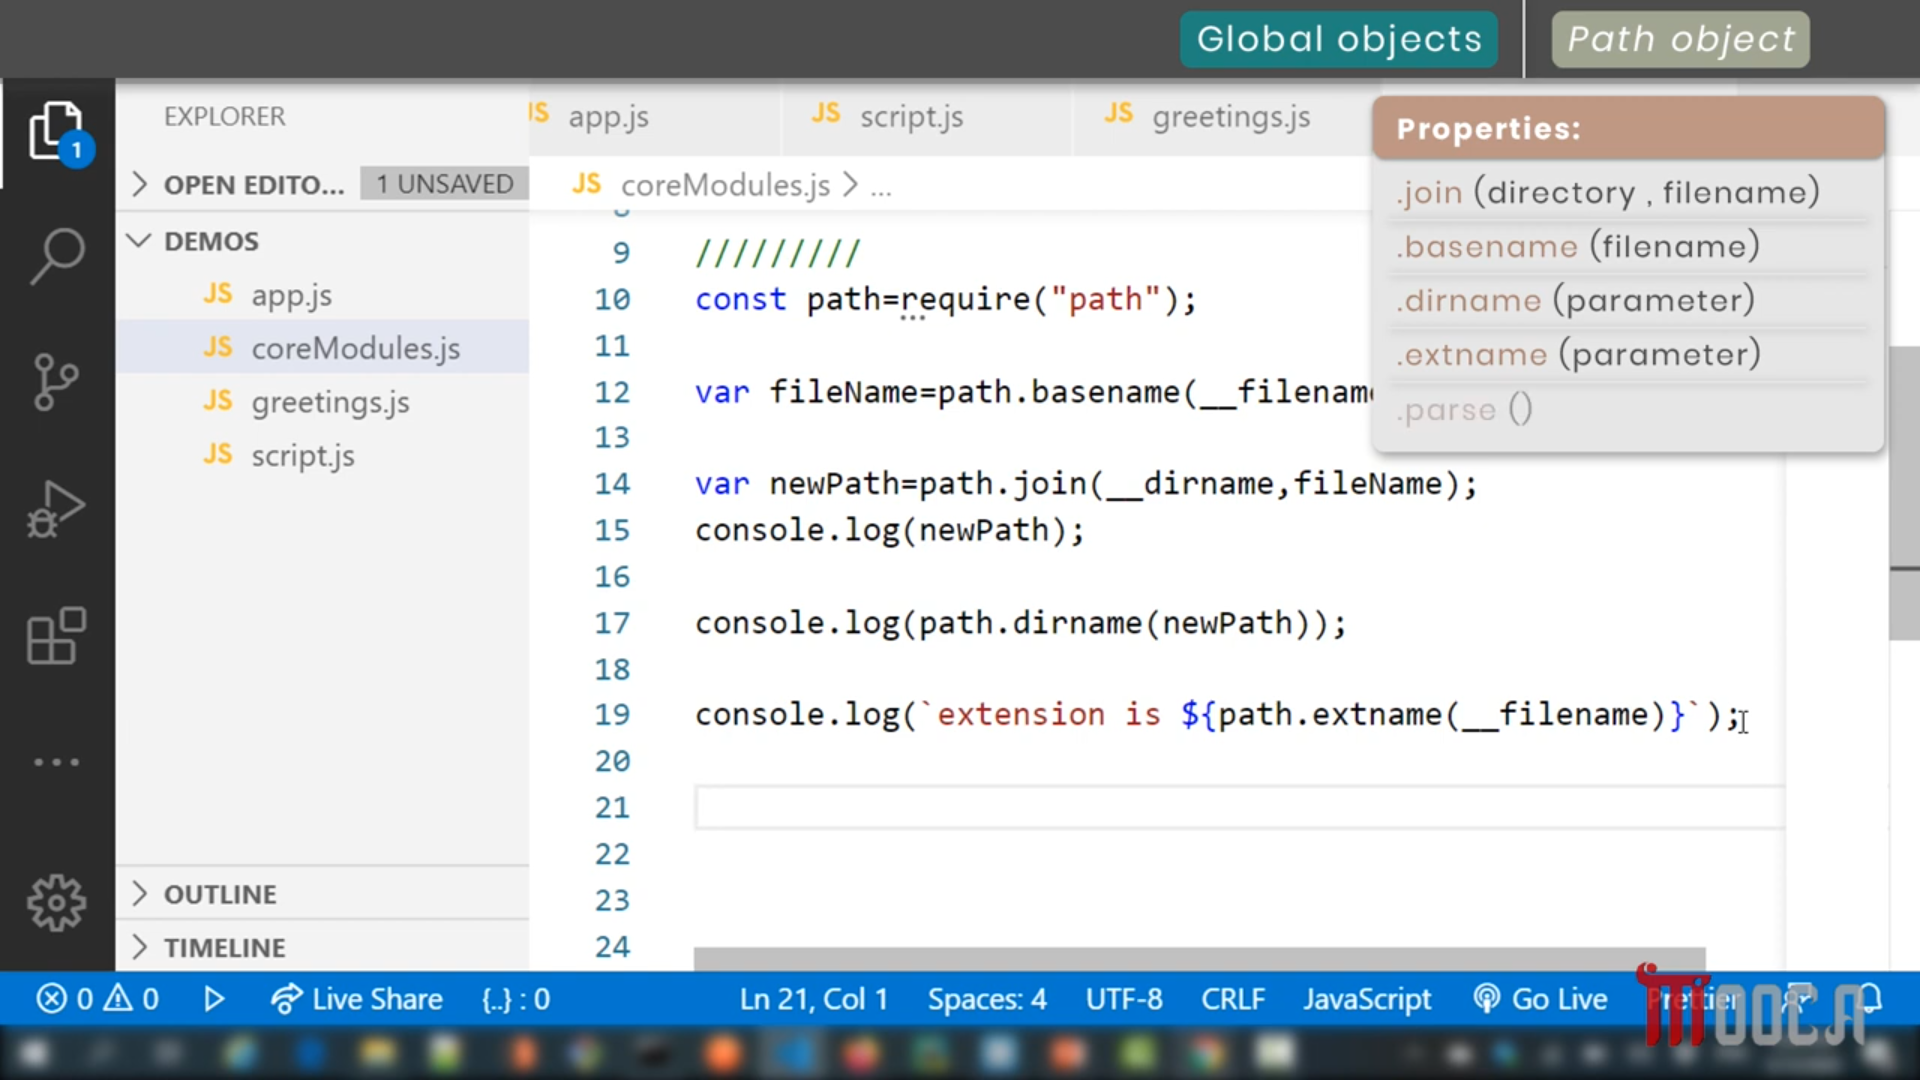 Global objects
Path object
EXPLORER
OPEN EDITO... 1 UNSAVED
DEMOS
JS app.js
JS coreModules.js
JS greetings.js
JS script.js
OUTLINE
TIMELINE
1
JS app.js
JS script.js
JS greetings.js
JS coreModules.js > ...
Properties:
.join (directory , filename)
.basename (filename)
.dirname (parameter)
.extname (parameter)
.parse ()
9 /////////
10 const path=require("path");
11
12 var fileName=path.basename(__filenam
13
14 var newPath=path.join(__dirname,fileName);
15 console.log(newPath);
16
17 console.log(path.dirname(newPath));
18
19 console.log(`extension is ${path.extname(__filename)}`);
20
21
22
23
24
0 0 Live Share {..} : 0 Ln 21, Col 1 Spaces: 4 UTF-8 CRLF JavaScript Go Live Prettier
MOOCA